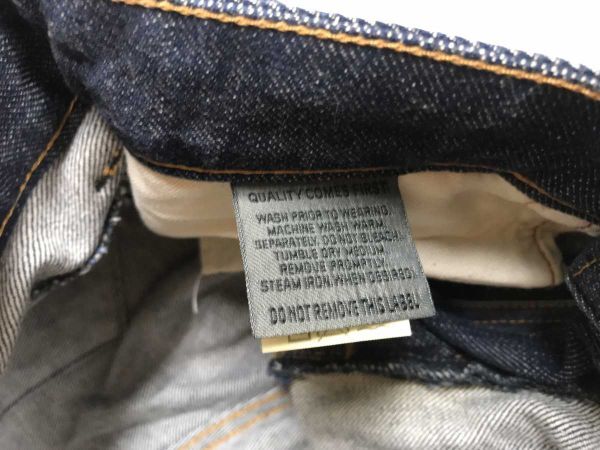 QUALITY COMES FIRST
WASH PRIOR TO WEARING.
MACHINE WASH WARM
SEPARATELY. DO NOT BLEACH.
TUMBLE DRY MEDIUM
REMOVE PROMPTLY
STEAM IRON WHEN DESIRED.
DO NOT REMOVE THIS LABEL